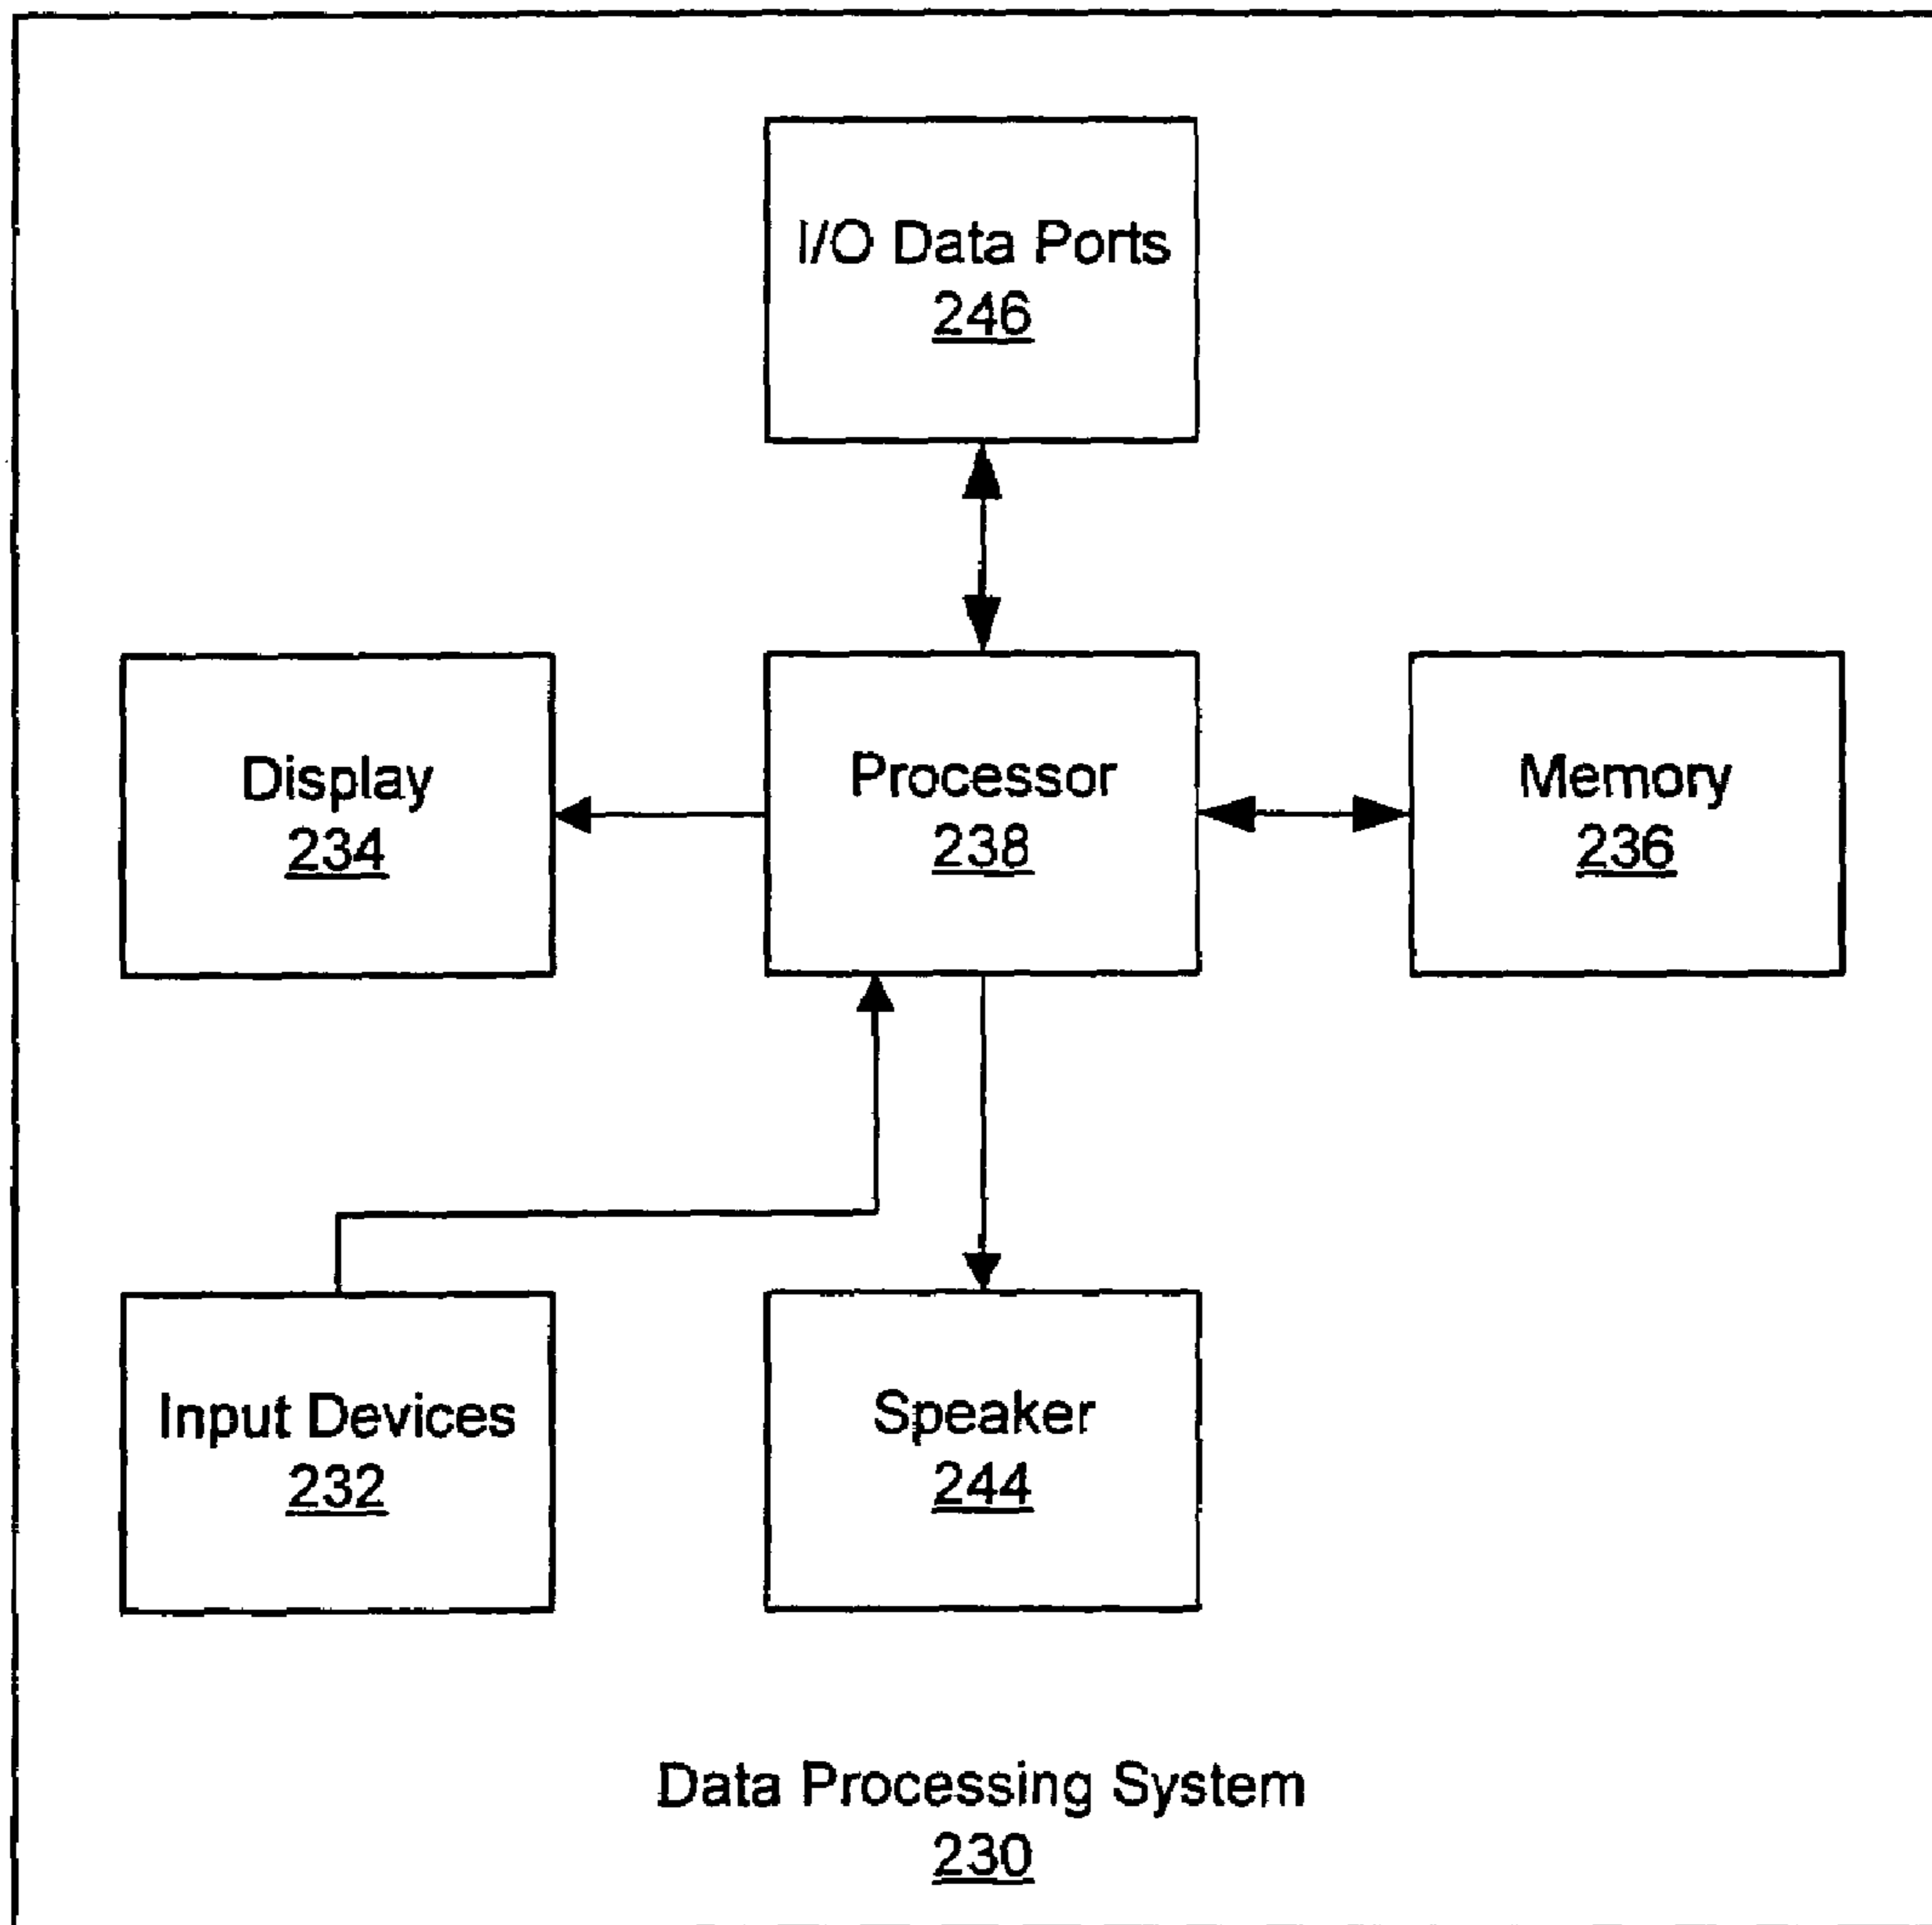 I/O Data Ports
246
Display
234
Processor
238
Memory
236
Input Devices
232
Speaker
244
Data Processing System
230